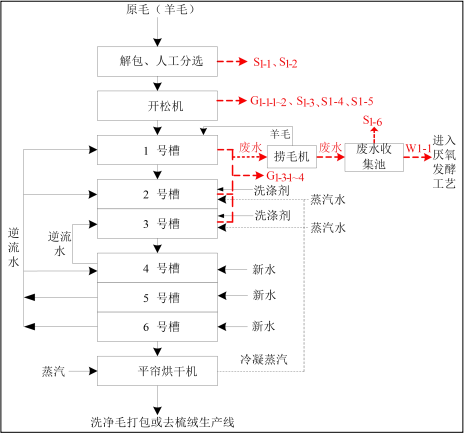 原毛（羊毛）
解包、人工分选
S1-1、S1-2
开松机
G1-1-1~2、S1-3、S1-4、S1-5
羊毛
S1-6
1 号槽
废水
捞毛机
废水
废水收
集池
W1-1
进入
厌氧
发酵
工艺
G1-3-1~4
2 号槽
洗涤剂
蒸汽水
3 号槽
洗涤剂
蒸汽水
逆流
水
逆
流
水
4 号槽
新水
5 号槽
新水
6 号槽
新水
冷凝蒸汽
蒸汽
平帘烘干机
洗净毛打包或去梳绒生产线